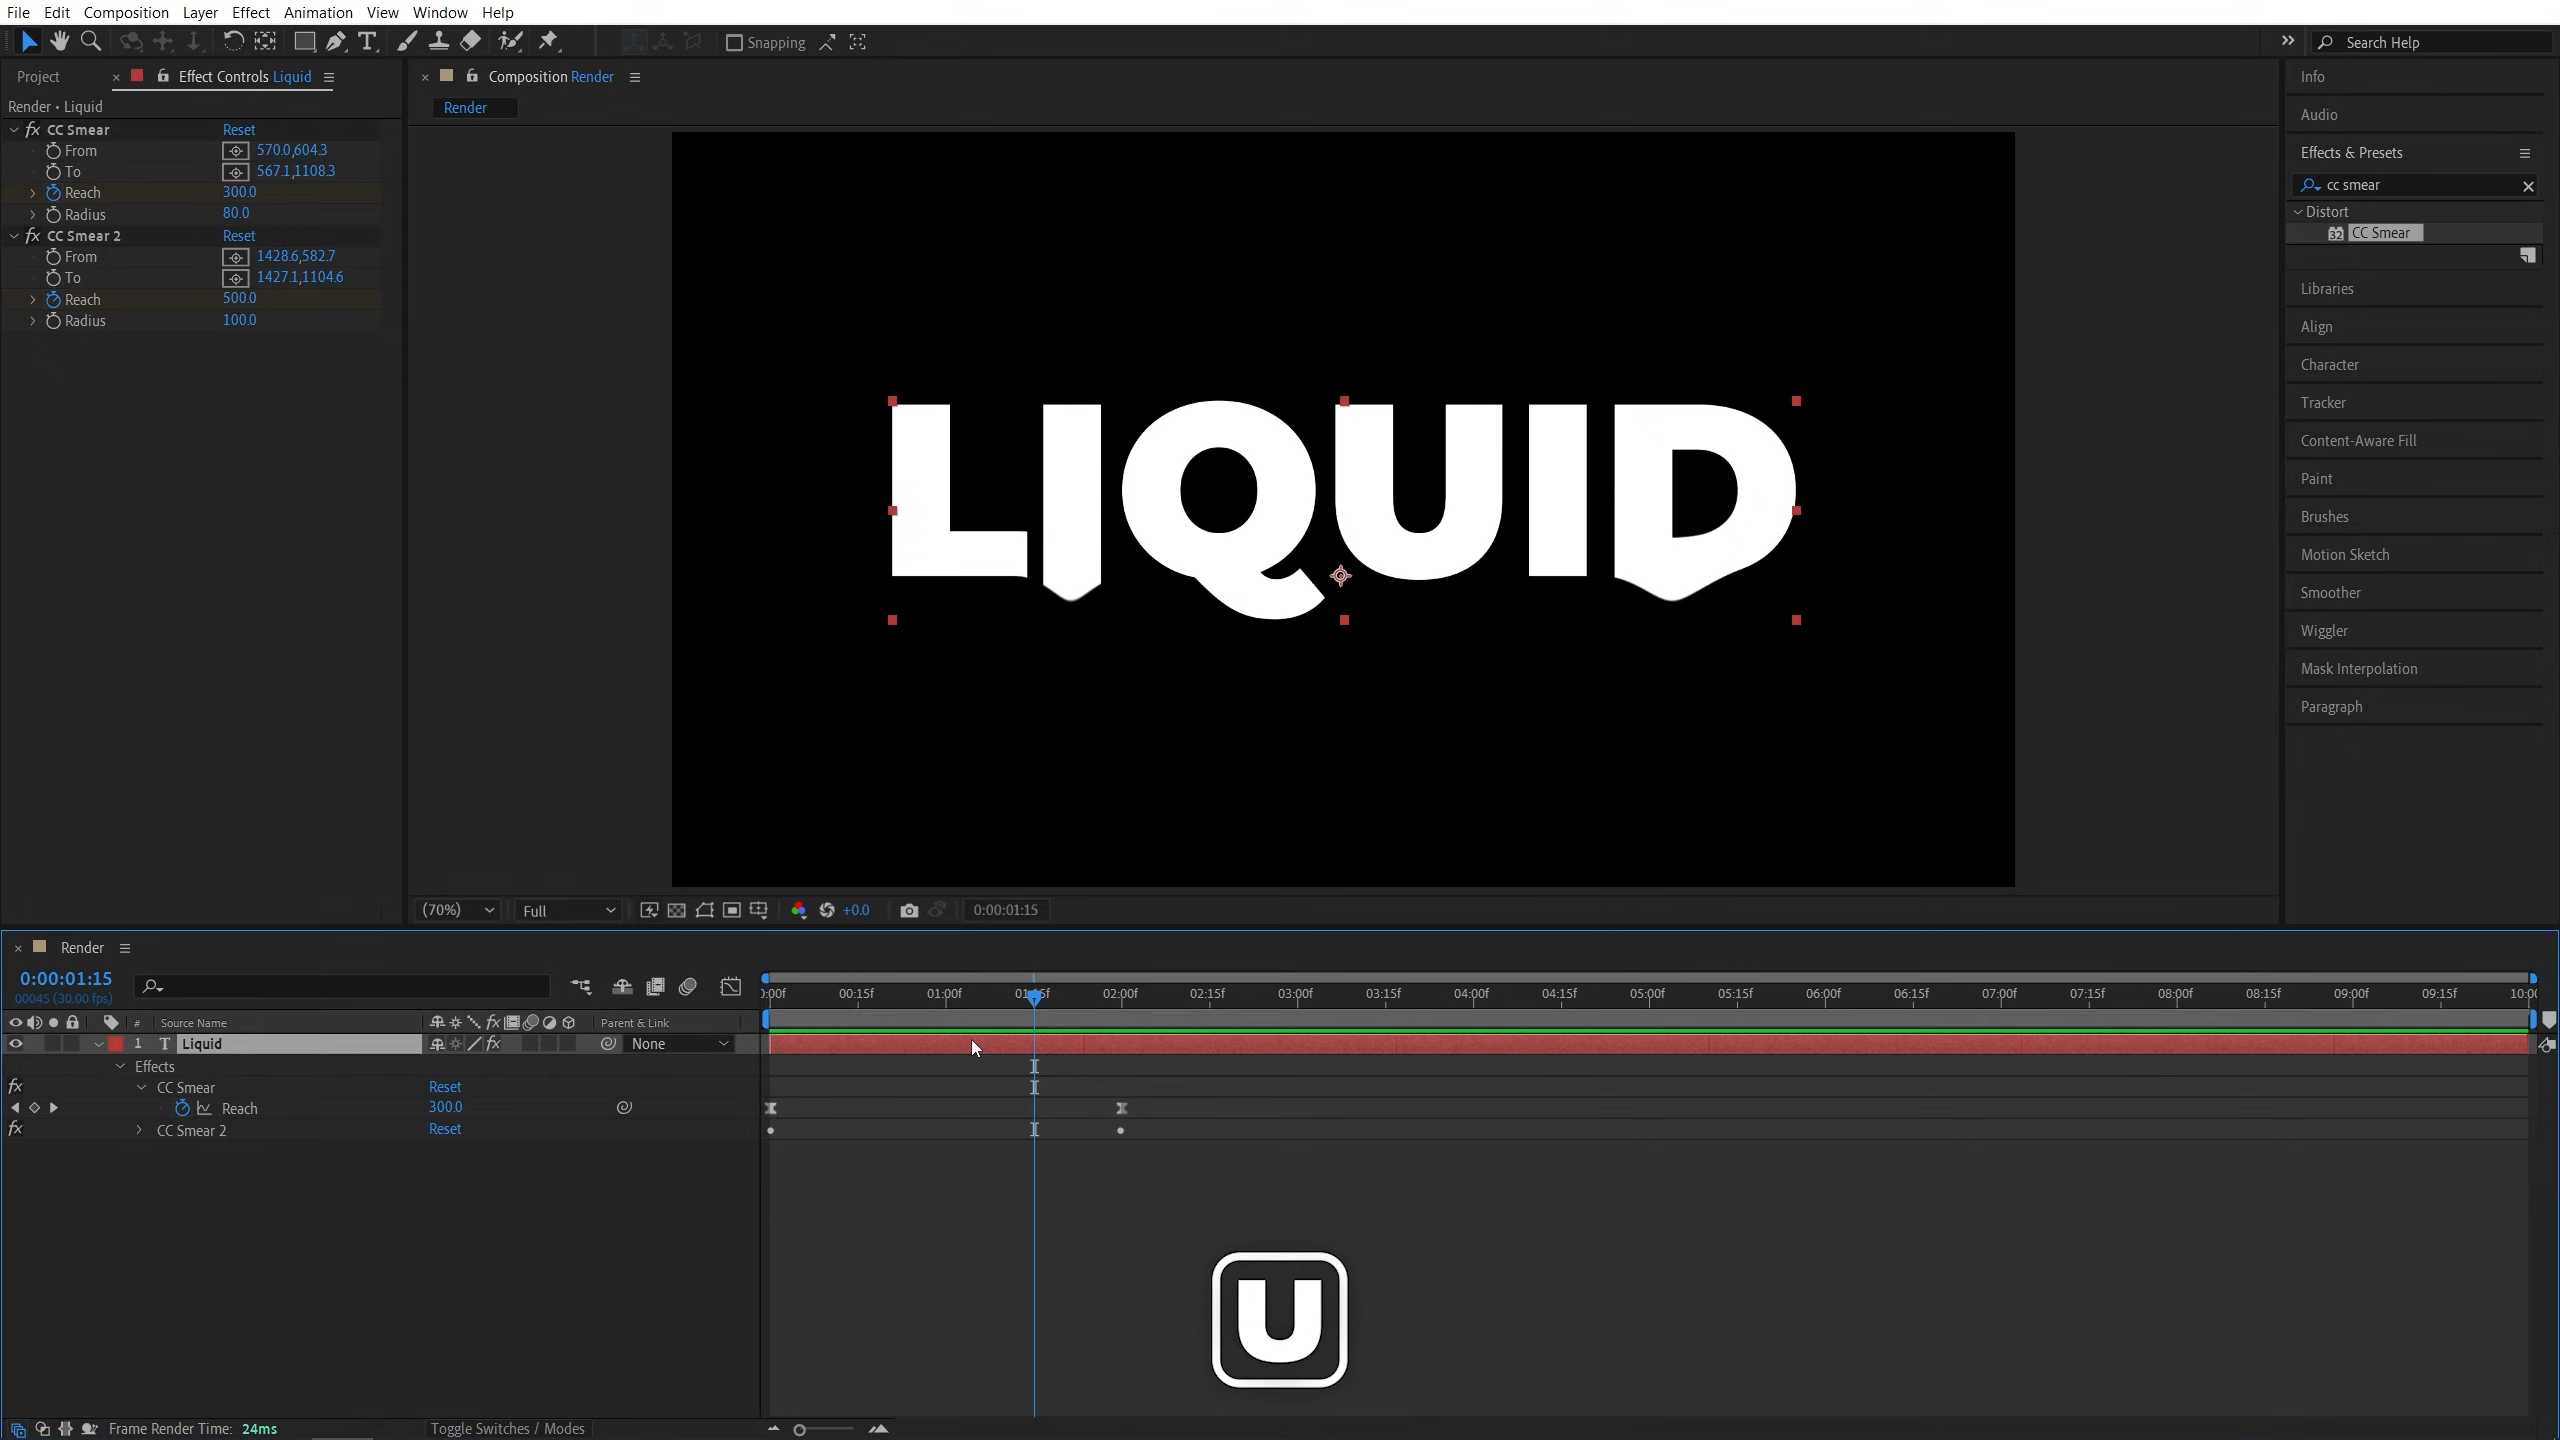 File Edit Composition Layer Effect Animation View Window Help
Snapping
Search Help
Project
Effect Controls Liquid
Render • Liquid
CC Smear Reset
From 570.0,604.3
To 567.1,1108.3
Reach 300.0
Radius 80.0
CC Smear 2 Reset
From 1428.6,582.7
To 1427.1,1104.6
Reach 500.0
Radius 100.0
Composition Render
Render
LIQUID
(70%) Full +0.0 0:00:01:15
Info
Audio
Effects & Presets
cc smear
Distort
32 CC Smear
Libraries
Align
Character
Tracker
Content-Aware Fill
Paint
Brushes
Motion Sketch
Smoother
Wiggler
Mask Interpolation
Paragraph
Render
0:00:01:15
00045 (30.00 fps)
00:15f 01:00f 02:00f 02:15f 03:00f 03:15f 04:00f 04:15f 05:00f 05:15f 06:00f 06:15f 07:00f 07:15f 08:00f 08:15f 09:00f 09:15f
# Source Name fx Parent & Link
1 T Liquid fx None
Effects
fx CC Smear Reset
Reach 300.0
fx CC Smear 2 Reset
U
Frame Render Time: 24ms Toggle Switches / Modes